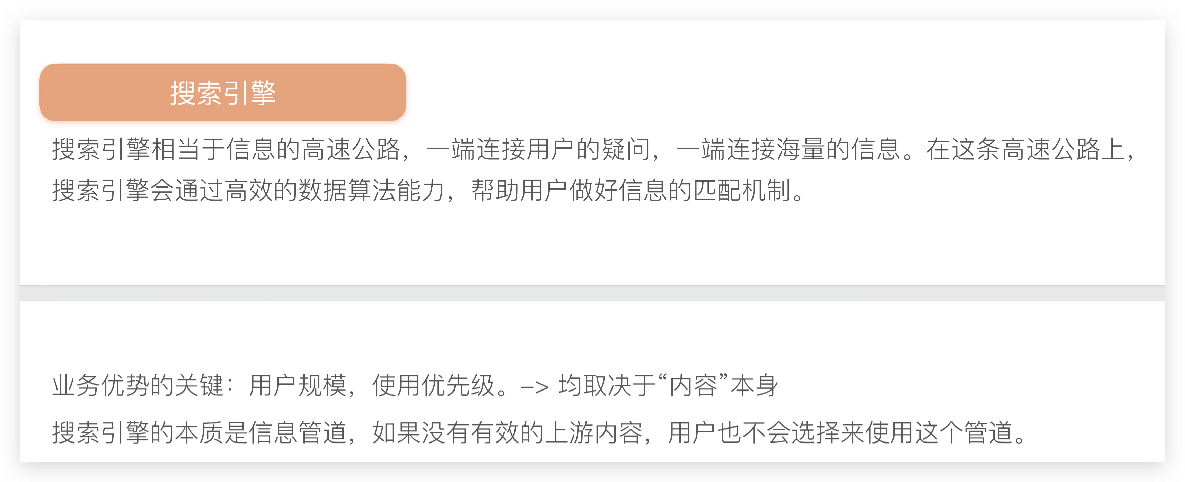 搜索引擎
搜索引擎相当于信息的高速公路，一端连接用户的疑问，一端连接海量的信息。在这条高速公路上，
搜索引擎会通过高效的数据算法能力，帮助用户做好信息的匹配机制。
业务优势的关键：用户规模，使用优先级。-> 均取决于“内容”本身
搜索引擎的本质是信息管道，如果没有有效的上游内容，用户也不会选择来使用这个管道。